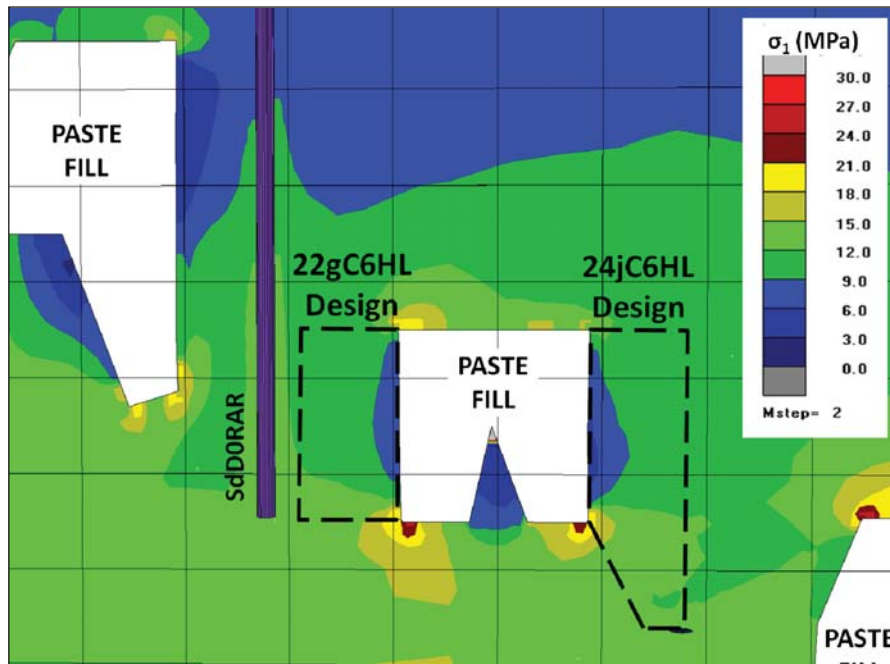 PASTE
FILL
σ1 (MPa)
30.0
27.0
24.0
21.0
18.0
15.0
12.0
9.0
6.0
3.0
0.0
Mstep= 2
22gC6HL
Design
24jC6HL
Design
PASTE
FILL
SdD0RAR
PASTE
FILL